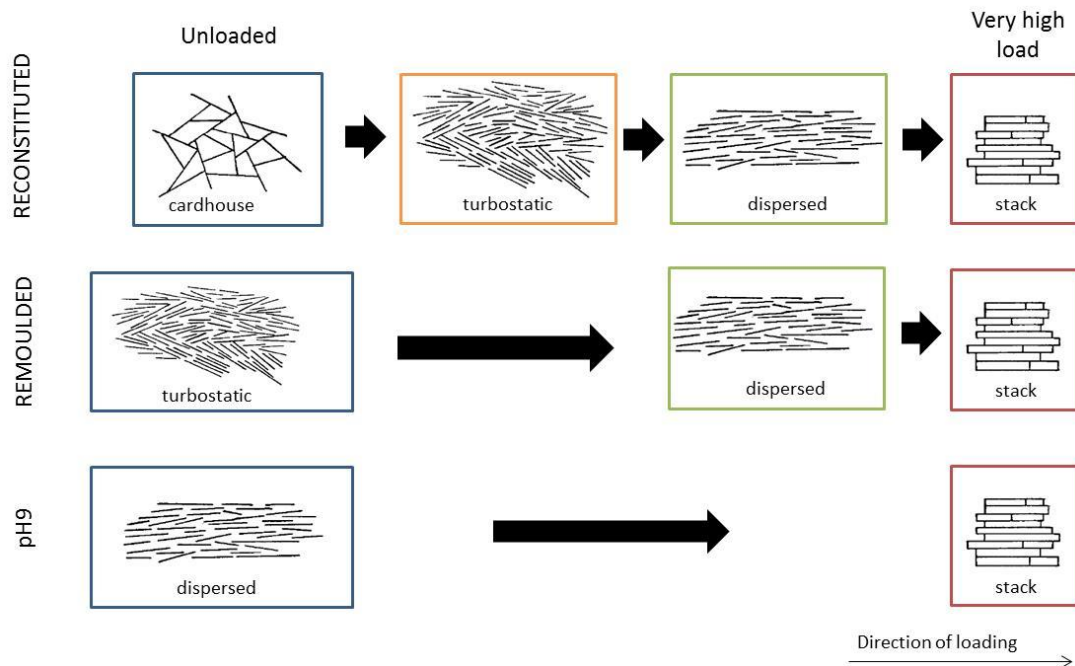 Unloaded
Very high
load
RECONSTITUTED
cardhouse
turbostatic
dispersed
stack
REMOULDED
turbostatic
dispersed
stack
pH9
dispersed
stack
Direction of loading